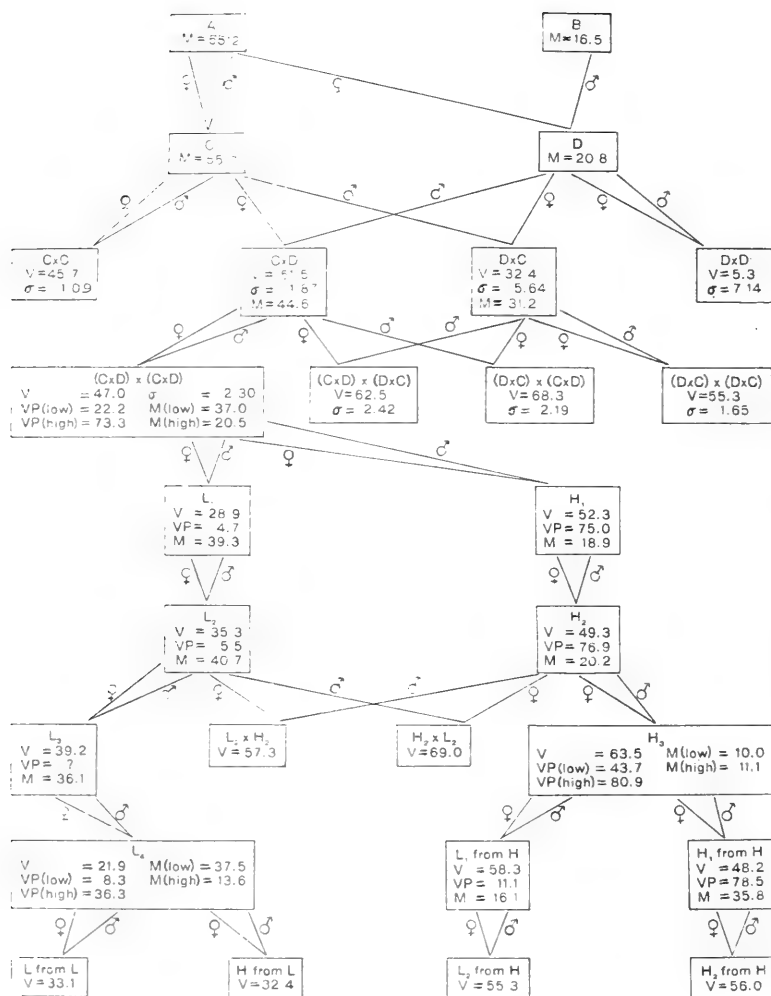 A
M = 55.2
B
M = 16.5
♀
♂
♀
♂
C
D
M = 20.8
♀
♂
♀
♂
♂
♀
♀
♂
C×C
V = 45.7
σ = 1.09
C×D
σ = 1.87
M = 44.6
D×C
V = 32.4
σ = 5.64
M = 31.2
D×D
V = 5.3
σ = 7.14
♀
♂
♀
♂
♂
♀
♀
♂
(C×D) × (C×D)
V = 47.0 σ = 2.30
VP(low) = 22.2 M(low) = 37.0
VP(high) = 73.3 M(high) = 20.5
(C×D) × (D×C)
V = 62.5
σ = 2.42
(D×C) × (C×D)
V = 68.3
σ = 2.19
(D×C) × (D×C)
V = 55.3
σ = 1.65
♀
♂
♀
♂
L₁
V = 28.9
VP = 4.7
M = 39.3
H₁
V = 52.3
VP = 75.0
M = 18.9
♀
♂
♀
♂
L₂
V = 35.3
VP = 5.5
M = 40.7
H₂
V = 49.3
VP = 76.9
M = 20.2
♀
♂
♀
♂
♂
♀
♀
♂
L₃
V = 39.2
VP = ?
M = 36.1
L₂ × H₂
V = 57.3
H₂ × L₂
V = 69.0
H₃
V = 63.5 M(low) = 10.0
VP(low) = 43.7 M(high) = 11.1
VP(high) = 80.9
♀
♂
♀
♂
♀
♂
L₄
V = 21.9 M(low) = 37.5
VP(low) = 8.3 M(high) = 13.6
VP(high) = 36.3
L₁ from H
V = 58.3
VP = 11.1
M = 16.1
H₁ from H
V = 48.2
VP = 78.5
M = 35.8
♀
♂
♀
♂
♀
♂
♀
♂
L from L
V = 33.1
H from L
V = 32.4
L₂ from H
V = 55.3
H₂ from H
V = 56.0